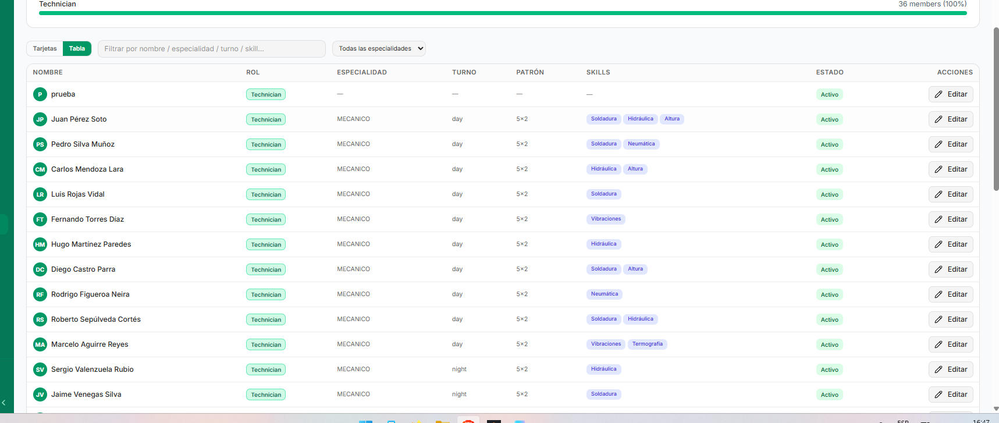 Technician 36 members (100%)
Tarjetas Tabla Filtrar por nombre / especialidad / turno / skill... Todas las especialidades
NOMBRE ROL ESPECIALIDAD TURNO PATRÓN SKILLS ESTADO ACCIONES
P prueba Technician — — — — Activo Editar
JP Juan Pérez Soto Technician MECANICO day 5×2 Soldadura Hidráulica Altura Activo Editar
PS Pedro Silva Muñoz Technician MECANICO day 5×2 Soldadura Neumática Activo Editar
CM Carlos Mendoza Lara Technician MECANICO day 5×2 Hidráulica Altura Activo Editar
LR Luis Rojas Vidal Technician MECANICO day 5×2 Soldadura Activo Editar
FT Fernando Torres Díaz Technician MECANICO day 5×2 Vibraciones Activo Editar
HM Hugo Martínez Paredes Technician MECANICO day 5×2 Hidráulica Activo Editar
DC Diego Castro Parra Technician MECANICO day 5×2 Soldadura Altura Activo Editar
RF Rodrigo Figueroa Neira Technician MECANICO day 5×2 Neumática Activo Editar
RS Roberto Sepúlveda Cortés Technician MECANICO day 5×2 Soldadura Hidráulica Activo Editar
MA Marcelo Aguirre Reyes Technician MECANICO day 5×2 Vibraciones Termografía Activo Editar
SV Sergio Valenzuela Rubio Technician MECANICO night 5×2 Hidráulica Activo Editar
JV Jaime Venegas Silva Technician MECANICO night 5×2 Soldadura Activo Editar
ESP 16:47